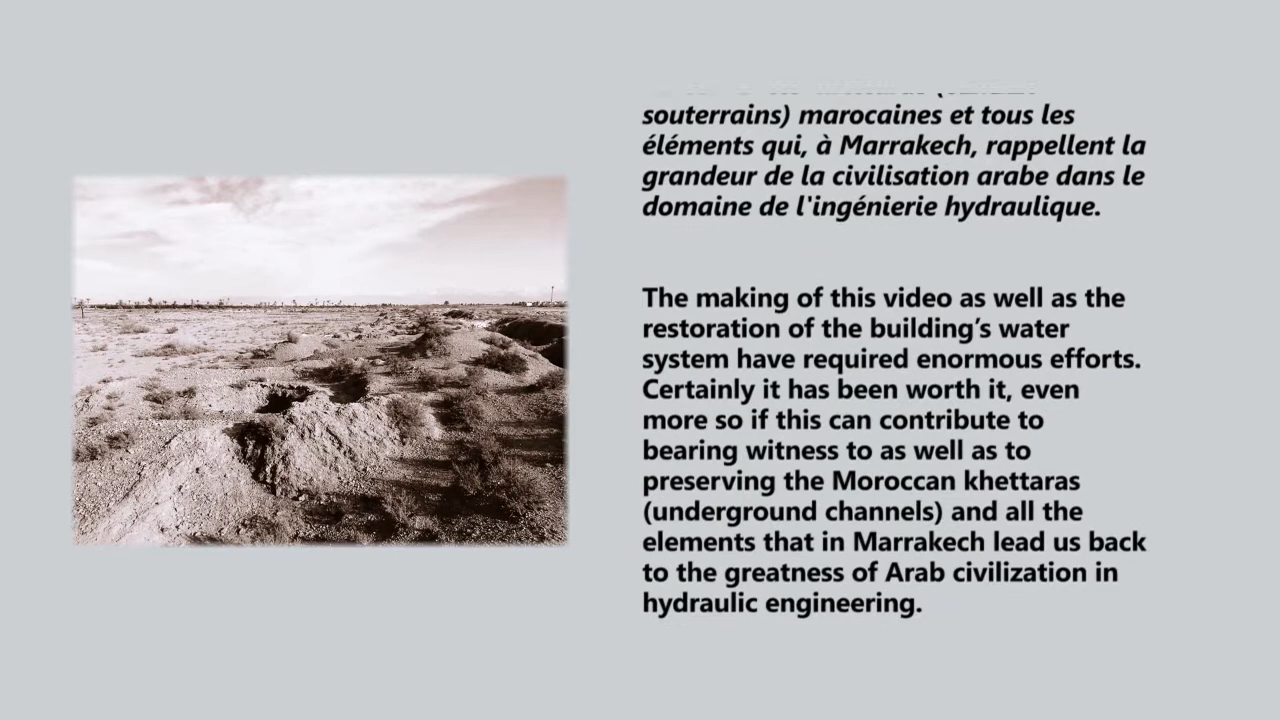 souterrains) marocaines et tous les
éléments qui, à Marrakech, rappellent la
grandeur de la civilisation arabe dans le
domaine de l'ingénierie hydraulique.
The making of this video as well as the
restoration of the building’s water
system have required enormous efforts.
Certainly it has been worth it, even
more so if this can contribute to
bearing witness to as well as to
preserving the Moroccan khettaras
(underground channels) and all the
elements that in Marrakech lead us back
to the greatness of Arab civilization in
hydraulic engineering.